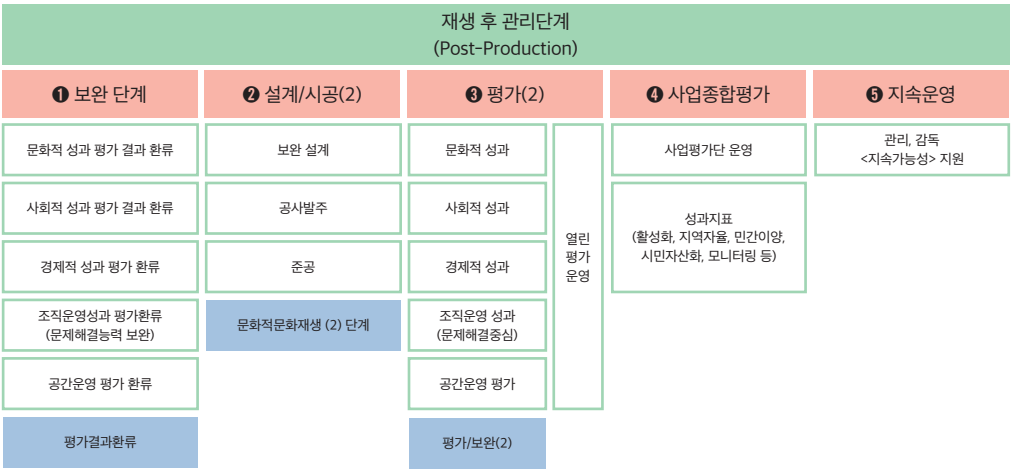 재생 후 관리단계
(Post-Production)
❶ 보완 단계
❷ 설계/시공(2)
❸ 평가(2)
❹ 사업종합평가
❺ 지속운영
문화적 성과 평가 결과 환류
사회적 성과 평가 결과 환류
경제적 성과 평가 환류
조직운영성과 평가환류
(문제해결능력 보완)
공간운영 평가 환류
평가결과환류
보완 설계
공사발주
준공
문화적문화재생 (2) 단계
문화적 성과
사회적 성과
경제적 성과
조직운영 성과
(문제해결중심)
공간운영 평가
평가/보완(2)
열린
평가
운영
사업평가단 운영
성과지표
(활성화, 지역자율, 민간이양,
시민자산화, 모니터링 등)
관리, 감독
<지속가능성> 지원